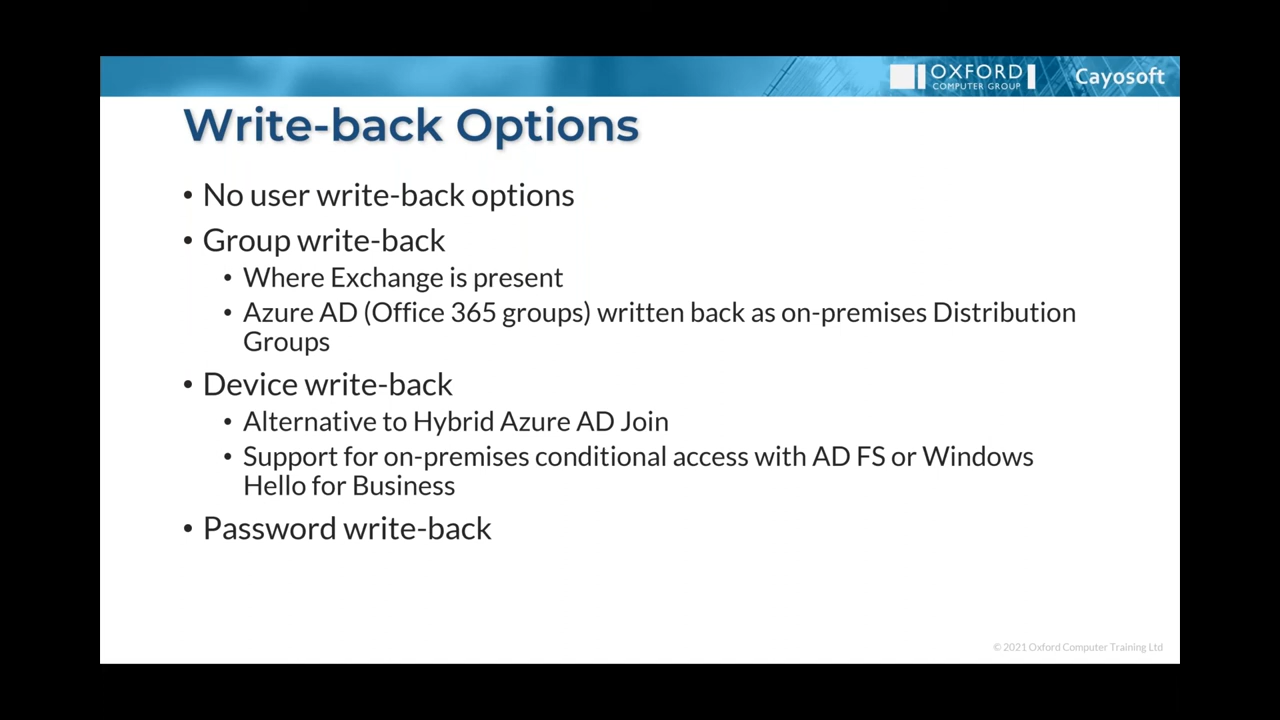 OXFORD
COMPUTER GROUP
Cayosoft
Write-back Options
• No user write-back options
• Group write-back
• Where Exchange is present
• Azure AD (Office 365 groups) written back as on-premises Distribution
Groups
• Device write-back
• Alternative to Hybrid Azure AD Join
• Support for on-premises conditional access with AD FS or Windows
Hello for Business
• Password write-back
© 2021 Oxford Computer Training Ltd